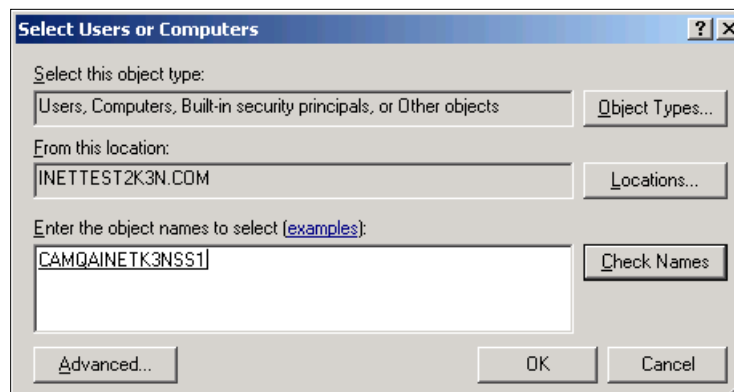 Select Users or Computers
Select this object type:
Users, Computers, Built-in security principals, or Other objects
Object Types...
From this location:
INETTEST2K3N.COM
Locations...
Enter the object names to select (examples):
CAMQAINETK3NSS1
Check Names
Advanced...
OK
Cancel